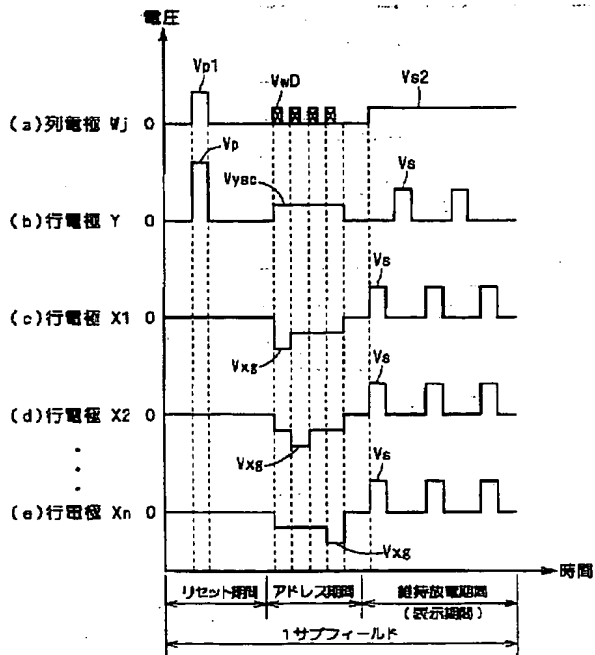 電圧
Vp1
VwD
Vs2
(a)列電極 Wj 0
Vp
Vysc
Vs
(b)行電極 Y 0
Vs
(c)行電極 X1 0
Vxg
Vs
(d)行電極 X2 0
Vxg
Vs
(e)行電極 Xn 0
Vxg
時間
リセット期間 アドレス期間 維持放電期間
(表示期間)
1サブフィールド